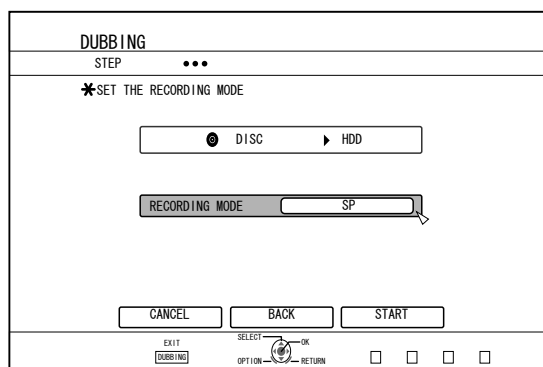 DUBBING
STEP
SET THE RECORDING MODE
DISC HDD
RECORDING MODE SP
CANCEL BACK START
EXIT
DUBBING
SELECT OK
OPTION RETURN